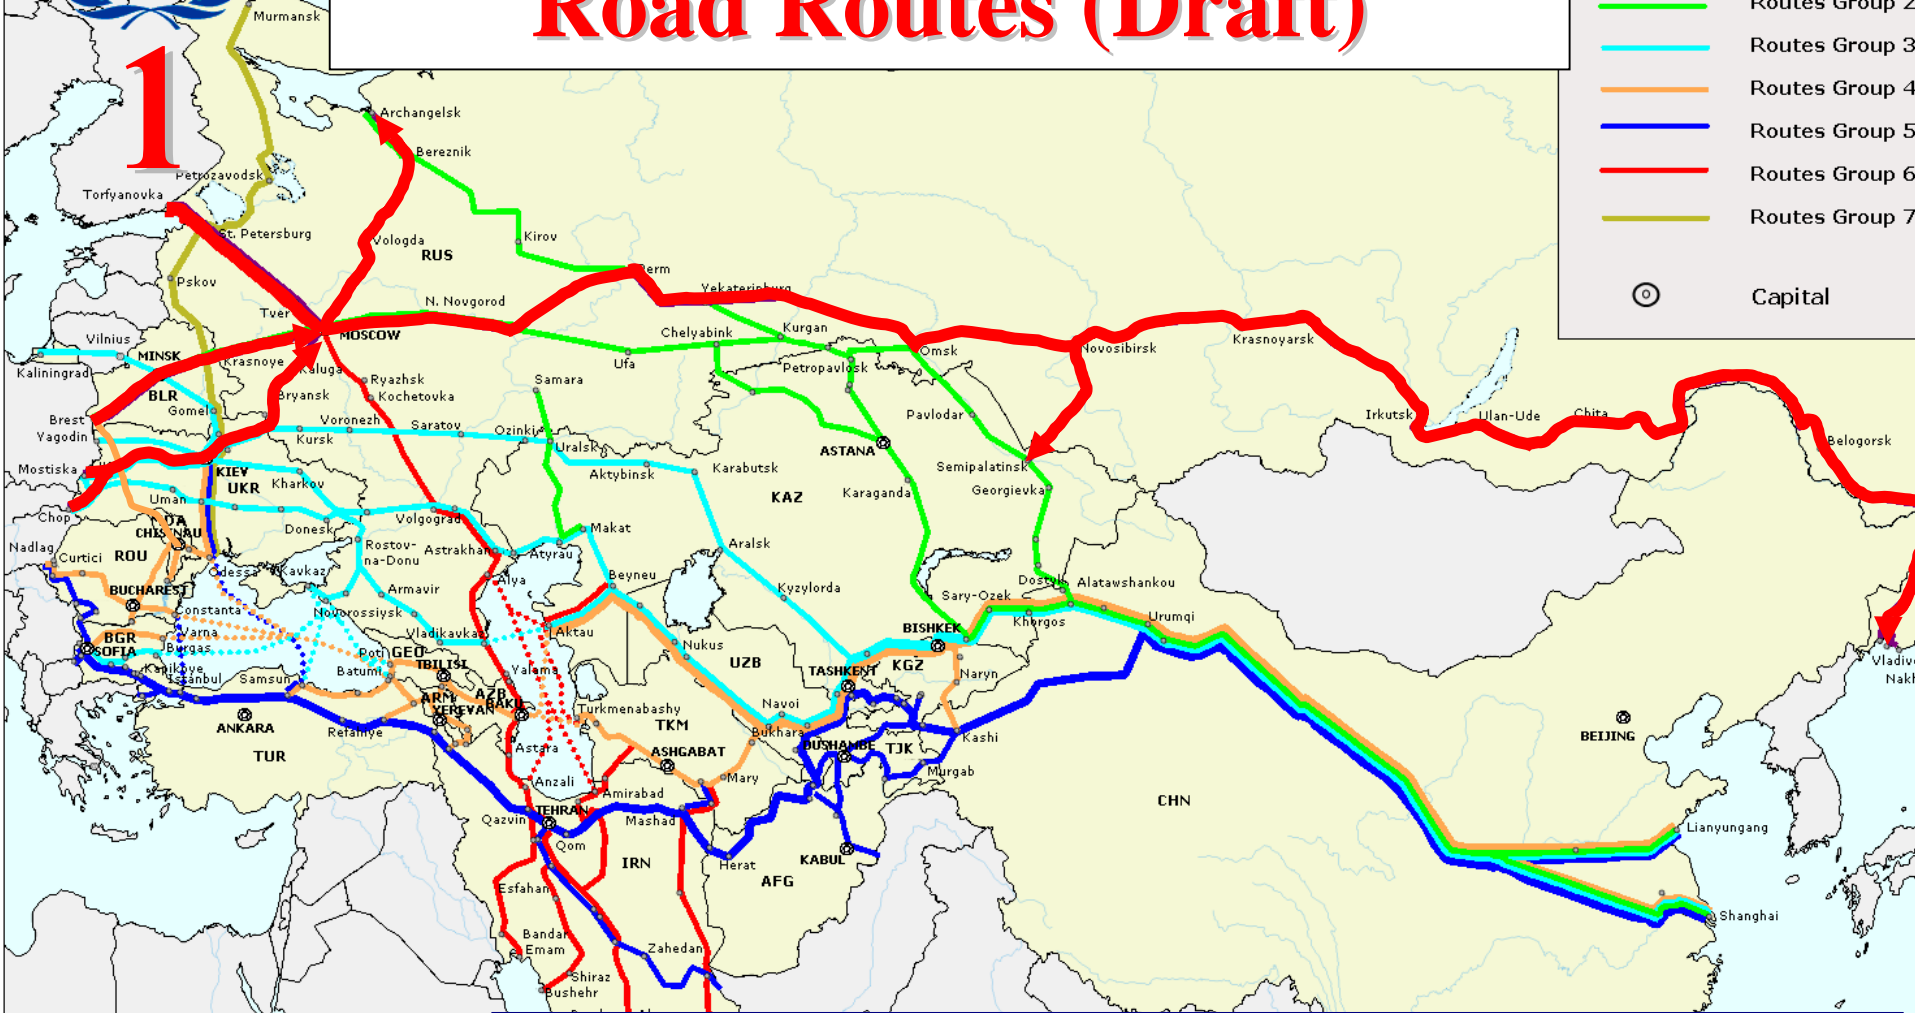 Road Routes (Draft)
1
Routes Group 2
Routes Group 3
Routes Group 4
Routes Group 5
Routes Group 6
Routes Group 7
Capital
Murmansk
Archangelsk
Bereznik
Petrozavodsk
Torfyanovka
St. Petersburg
Vologda
Kirov
RUS
Pskov
Perm
Yekaterinburg
N. Novgorod
Tver
MOSCOW
Chelyabink
Kurgan
Omsk
Novosibirsk
Krasnoyarsk
Vilnius
MINSK
Krasnoye
Kaluga
Ufa
Petropavlosk
Kaliningrad
Ryazhsk
Samara
Kochetovka
BLR
Bryansk
Gomel
Pavlodar
Irkutsk
Ulan-Ude
Chita
Brest
Yagodin
Voronezh
Kursk
Saratov
Ozinki
Uralsk
ASTANA
Belogorsk
Mostiska
KIEV
Kharkov
UKR
Aktybinsk
Karabutsk
Semipalatinsk
Georgievka
Karaganda
KAZ
Uman
Chop
CHISINAU
Donesk
Volgograd
Makat
Nadlag
Curtici
ROU
Rostov-
na-Donu
Astrakhan
Atyrau
Aralsk
Odessa
Kavkaz
Alya
Beyneu
Dostyk
Alatawshankou
BUCHAREST
Armavir
Kyzylorda
Sary-Ozek
Constanta
Novorossiysk
Khorgos
Urumqi
BGR
Varna
Vladikavkaz
Aktau
BISHKEK
SOFIA
Burgas
Poti
GEO
Nukus
UZB
KGZ
Kapikoye
Batumi
TBILISI
Yalama
TASHKENT
Naryn
Istanbul
Samsun
ARM
AZB
BAKU
YEREVAN
Turkmenabashy
TKM
Navoi
Bukhara
Vladivo
Nakh
ANKARA
Refahiye
TUR
Astara
ASHGABAT
DUSHANBE
TJK
Kashi
BEIJING
Anzali
Mary
Murgab
Amirabad
CHN
TEHRAN
Qazvin
Mashad
Qom
Lianyungang
IRN
Herat
KABUL
AFG
Esfahan
Shanghai
Bandar
Emam
Zahedan
Shiraz
Bushehr